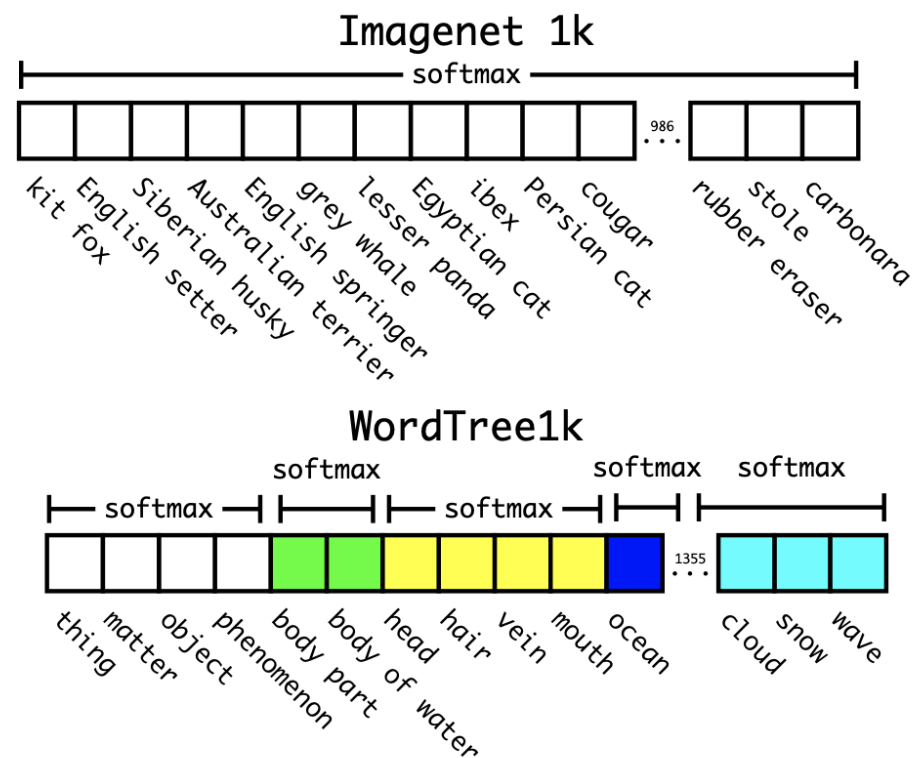 Imagenet 1k
softmax
986
...
kit fox
English setter
Siberian husky
Australian terrier
English springer
grey whale
lesser panda
Egyptian cat
ibex
Persian cat
cougar
rubber eraser
stole
carbonara
WordTree1k
softmax
softmax
softmax
softmax
softmax
1355
...
thing
matter
object
phenomenon
body part
body of water
head
hair
vein
mouth
ocean
cloud
snow
wave